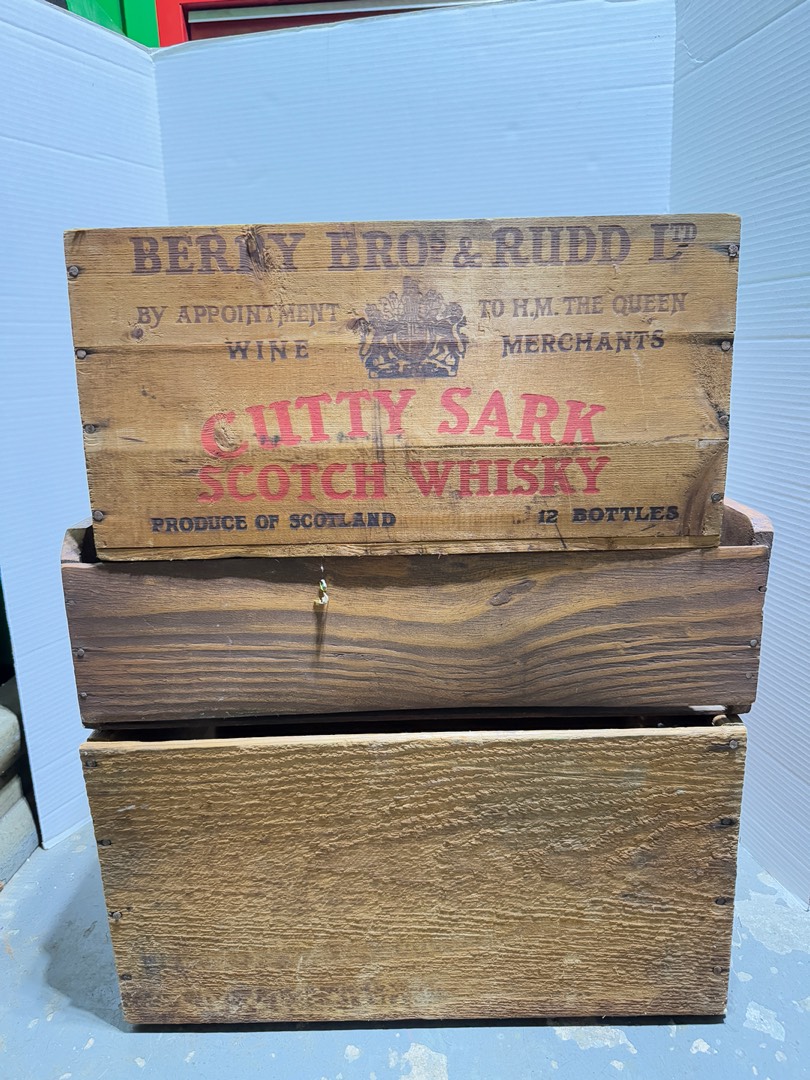 BERRY BROS & RUDD LTD
BY APPOINTMENT TO H.M. THE QUEEN
WINE MERCHANTS
CUTTY SARK
SCOTCH WHISKY
PRODUCE OF SCOTLAND 12 BOTTLES